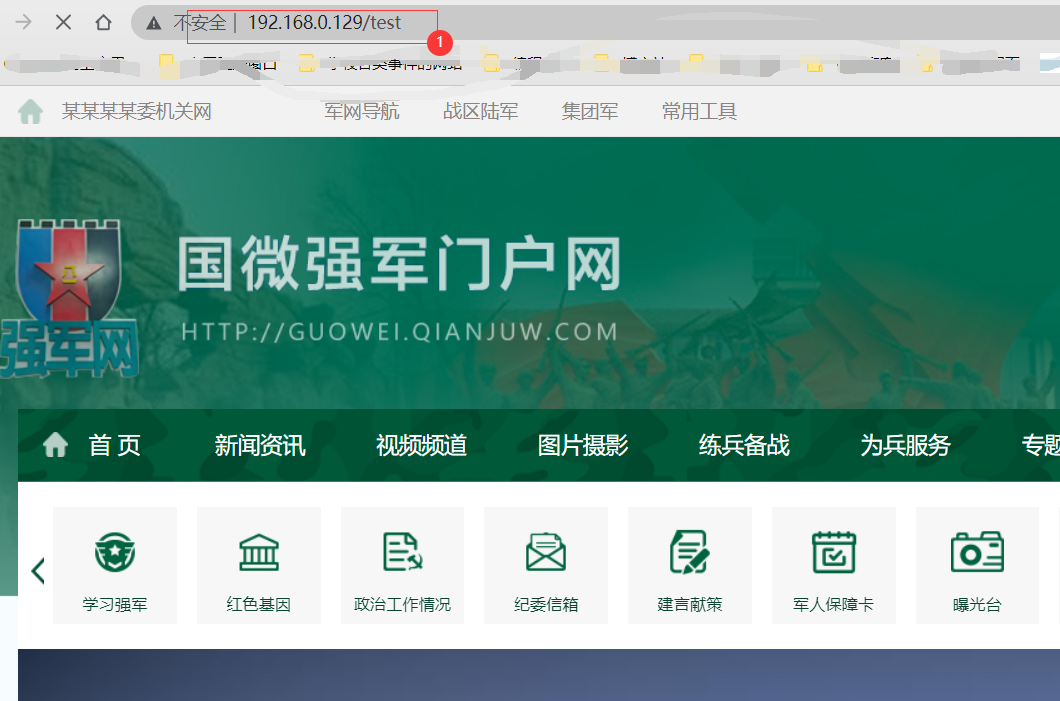 不安全 | 192.168.0.129/test
1
某某某某委机关网 军网导航 战区陆军 集团军 常用工具
国微强军门户网
HTTP://GUOWEI.QIANJUW.COM
强军网
首页 新闻资讯 视频频道 图片摄影 练兵备战 为兵服务 专题
学习强军 红色基因 政治工作情况 纪委信箱 建言献策 军人保障卡 曝光台